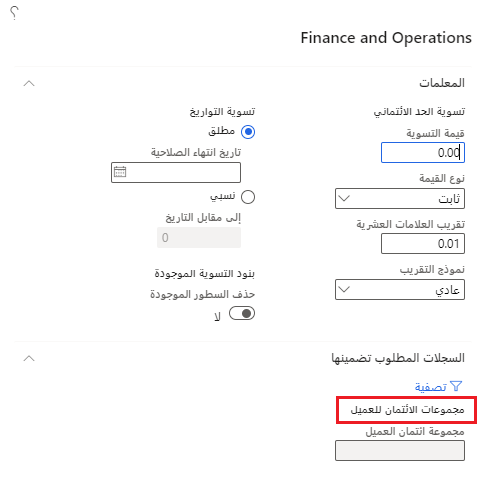 ؟
Finance and Operations
المعلمات
تسوية الحد الائتماني
قيمة التسوية
0.00
نوع القيمة
ثابت
تقريب العلامات العشرية
0.01
نموذج التقريب
عادي
تسوية التواريخ
مطلق
تاريخ انتهاء الصلاحية
نسبي
إلى مقابل التاريخ
0
بنود التسوية الموجودة
حذف السطور الموجودة
لا
السجلات المطلوب تضمينها
تصفية
مجموعات الائتمان للعميل
مجموعة ائتمان العميل